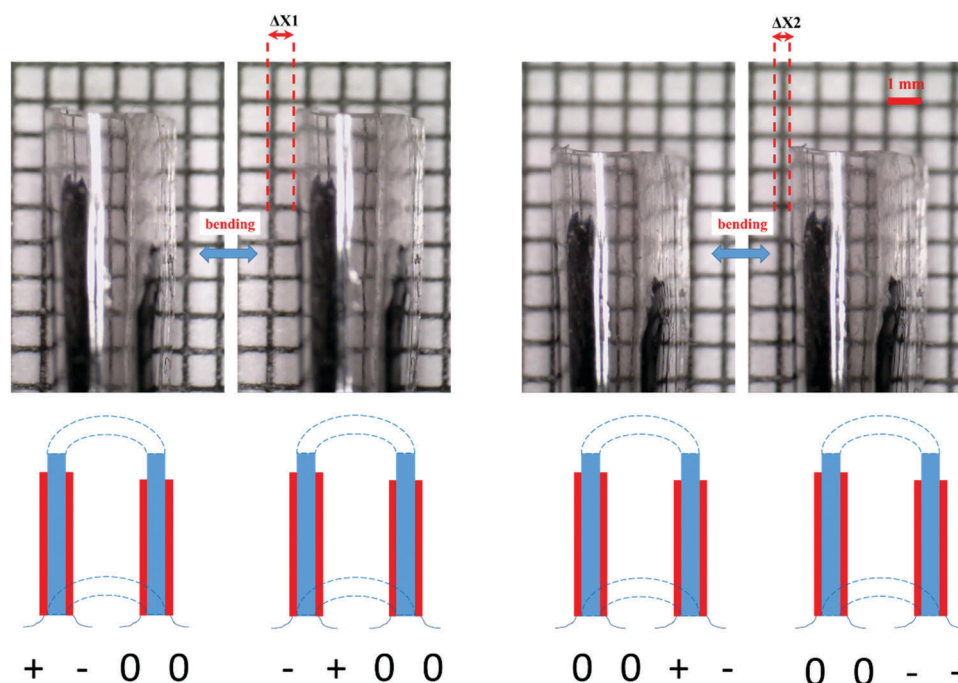 ΔX1
ΔX2
1 mm
bending
bending
+ - 0 0
- + 0 0
0 0 + -
0 0 -